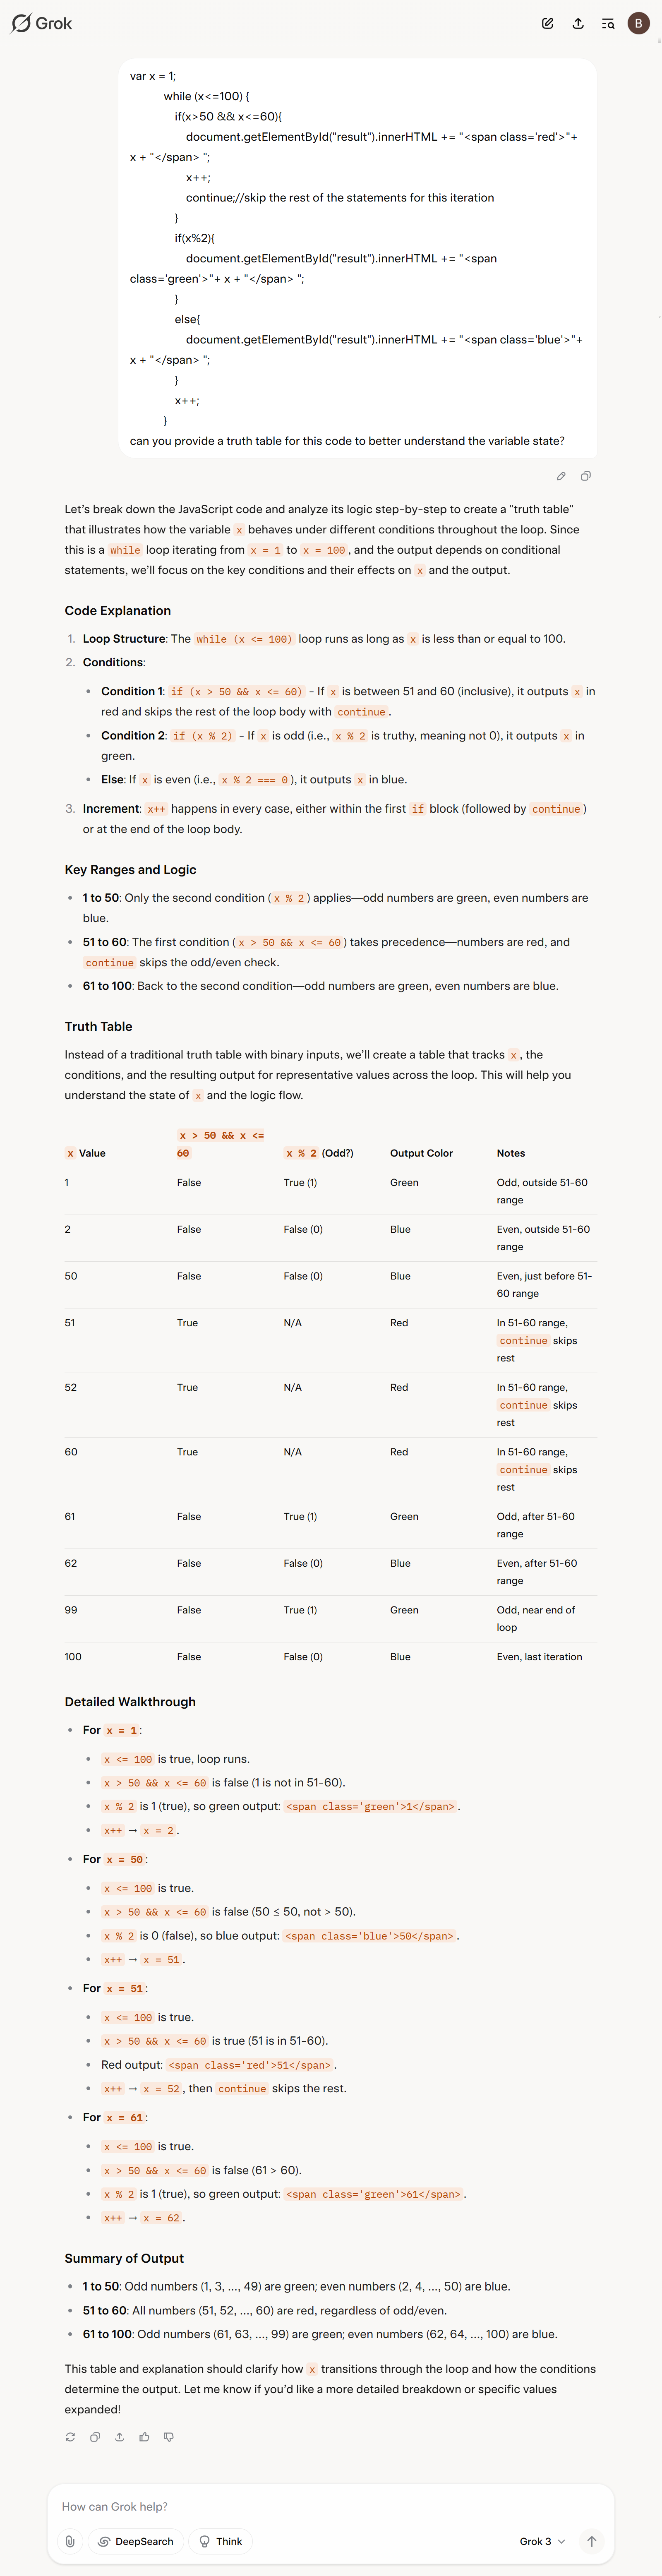 Grok
B
var x = 1;
while (x<=100) {
if(x>50 && x<=60){
document.getElementById("result").innerHTML += "<span class='red'>"+
x + "</span> ";
x++;
continue;//skip the rest of the statements for this iteration
}
if(x%2){
document.getElementById("result").innerHTML += "<span
class='green'>"+ x + "</span> ";
}
else{
document.getElementById("result").innerHTML += "<span class='blue'>"+
x + "</span> ";
}
x++;
}
can you provide a truth table for this code to better understand the variable state?
Let's break down the JavaScript code and analyze its logic step-by-step to create a "truth table"
that illustrates how the variable x behaves under different conditions throughout the loop. Since
this is a while loop iterating from x = 1 to x = 100, and the output depends on conditional
statements, we'll focus on the key conditions and their effects on x and the output.
Code Explanation
1. Loop Structure: The while (x <= 100) loop runs as long as x is less than or equal to 100.
2. Conditions:
• Condition 1: if (x > 50 && x <= 60) - If x is between 51 and 60 (inclusive), it outputs x in
red and skips the rest of the loop body with continue.
• Condition 2: if (x % 2) - If x is odd (i.e., x % 2 is truthy, meaning not 0), it outputs x in
green.
• Else: If x is even (i.e., x % 2 === 0), it outputs x in blue.
3. Increment: x++ happens in every case, either within the first if block (followed by continue)
or at the end of the loop body.
Key Ranges and Logic
• 1 to 50: Only the second condition (x % 2) applies—odd numbers are green, even numbers are
blue.
• 51 to 60: The first condition (x > 50 && x <= 60) takes precedence—numbers are red, and
continue skips the odd/even check.
• 61 to 100: Back to the second condition—odd numbers are green, even numbers are blue.
Truth Table
Instead of a traditional truth table with binary inputs, we'll create a table that tracks x, the
conditions, and the resulting output for representative values across the loop. This will help you
understand the state of x and the logic flow.
x Value x > 50 && x <= 60 x % 2 (Odd?) Output Color Notes
1 False True (1) Green Odd, outside 51-60
range
2 False False (0) Blue Even, outside 51-60
range
50 False False (0) Blue Even, just before 51-
60 range
51 True N/A Red In 51-60 range,
continue skips
rest
52 True N/A Red In 51-60 range,
continue skips
rest
60 True N/A Red In 51-60 range,
continue skips
rest
61 False True (1) Green Odd, after 51-60
range
62 False False (0) Blue Even, after 51-60
range
99 False True (1) Green Odd, near end of
loop
100 False False (0) Blue Even, last iteration
Detailed Walkthrough
• For x = 1:
• x <= 100 is true, loop runs.
• x > 50 && x <= 60 is false (1 is not in 51-60).
• x % 2 is 1 (true), so green output: <span class='green'>1</span>.
• x++ → x = 2.
• For x = 50:
• x <= 100 is true.
• x > 50 && x <= 60 is false (50 ≤ 50, not > 50).
• x % 2 is 0 (false), so blue output: <span class='blue'>50</span>.
• x++ → x = 51.
• For x = 51:
• x <= 100 is true.
• x > 50 && x <= 60 is true (51 is in 51-60).
• Red output: <span class='red'>51</span>.
• x++ → x = 52, then continue skips the rest.
• For x = 61:
• x <= 100 is true.
• x > 50 && x <= 60 is false (61 > 60).
• x % 2 is 1 (true), so green output: <span class='green'>61</span>.
• x++ → x = 62.
Summary of Output
• 1 to 50: Odd numbers (1, 3, ..., 49) are green; even numbers (2, 4, ..., 50) are blue.
• 51 to 60: All numbers (51, 52, ..., 60) are red, regardless of odd/even.
• 61 to 100: Odd numbers (61, 63, ..., 99) are green; even numbers (62, 64, ..., 100) are blue.
This table and explanation should clarify how x transitions through the loop and how the conditions
determine the output. Let me know if you'd like a more detailed breakdown or specific values
expanded!
How can Grok help?
DeepSearch Think Grok 3